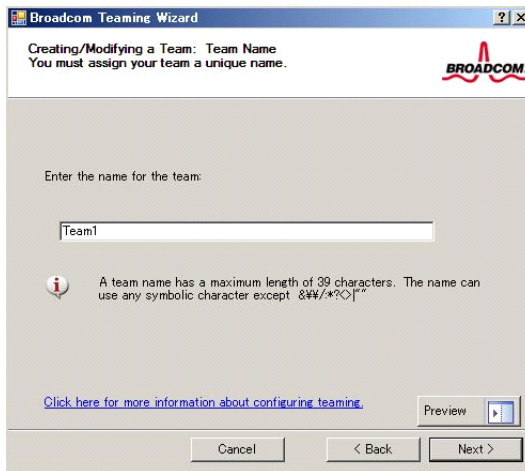 Broadcom Teaming Wizard
Creating/Modifying a Team: Team Name
You must assign your team a unique name.
BROADCOM
Enter the name for the team:
Team1
A team name has a maximum length of 39 characters. The name can
use any symbolic character except &¥¥/:*?<>|""
Click here for more information about configuring teaming.
Preview
Cancel
< Back
Next >